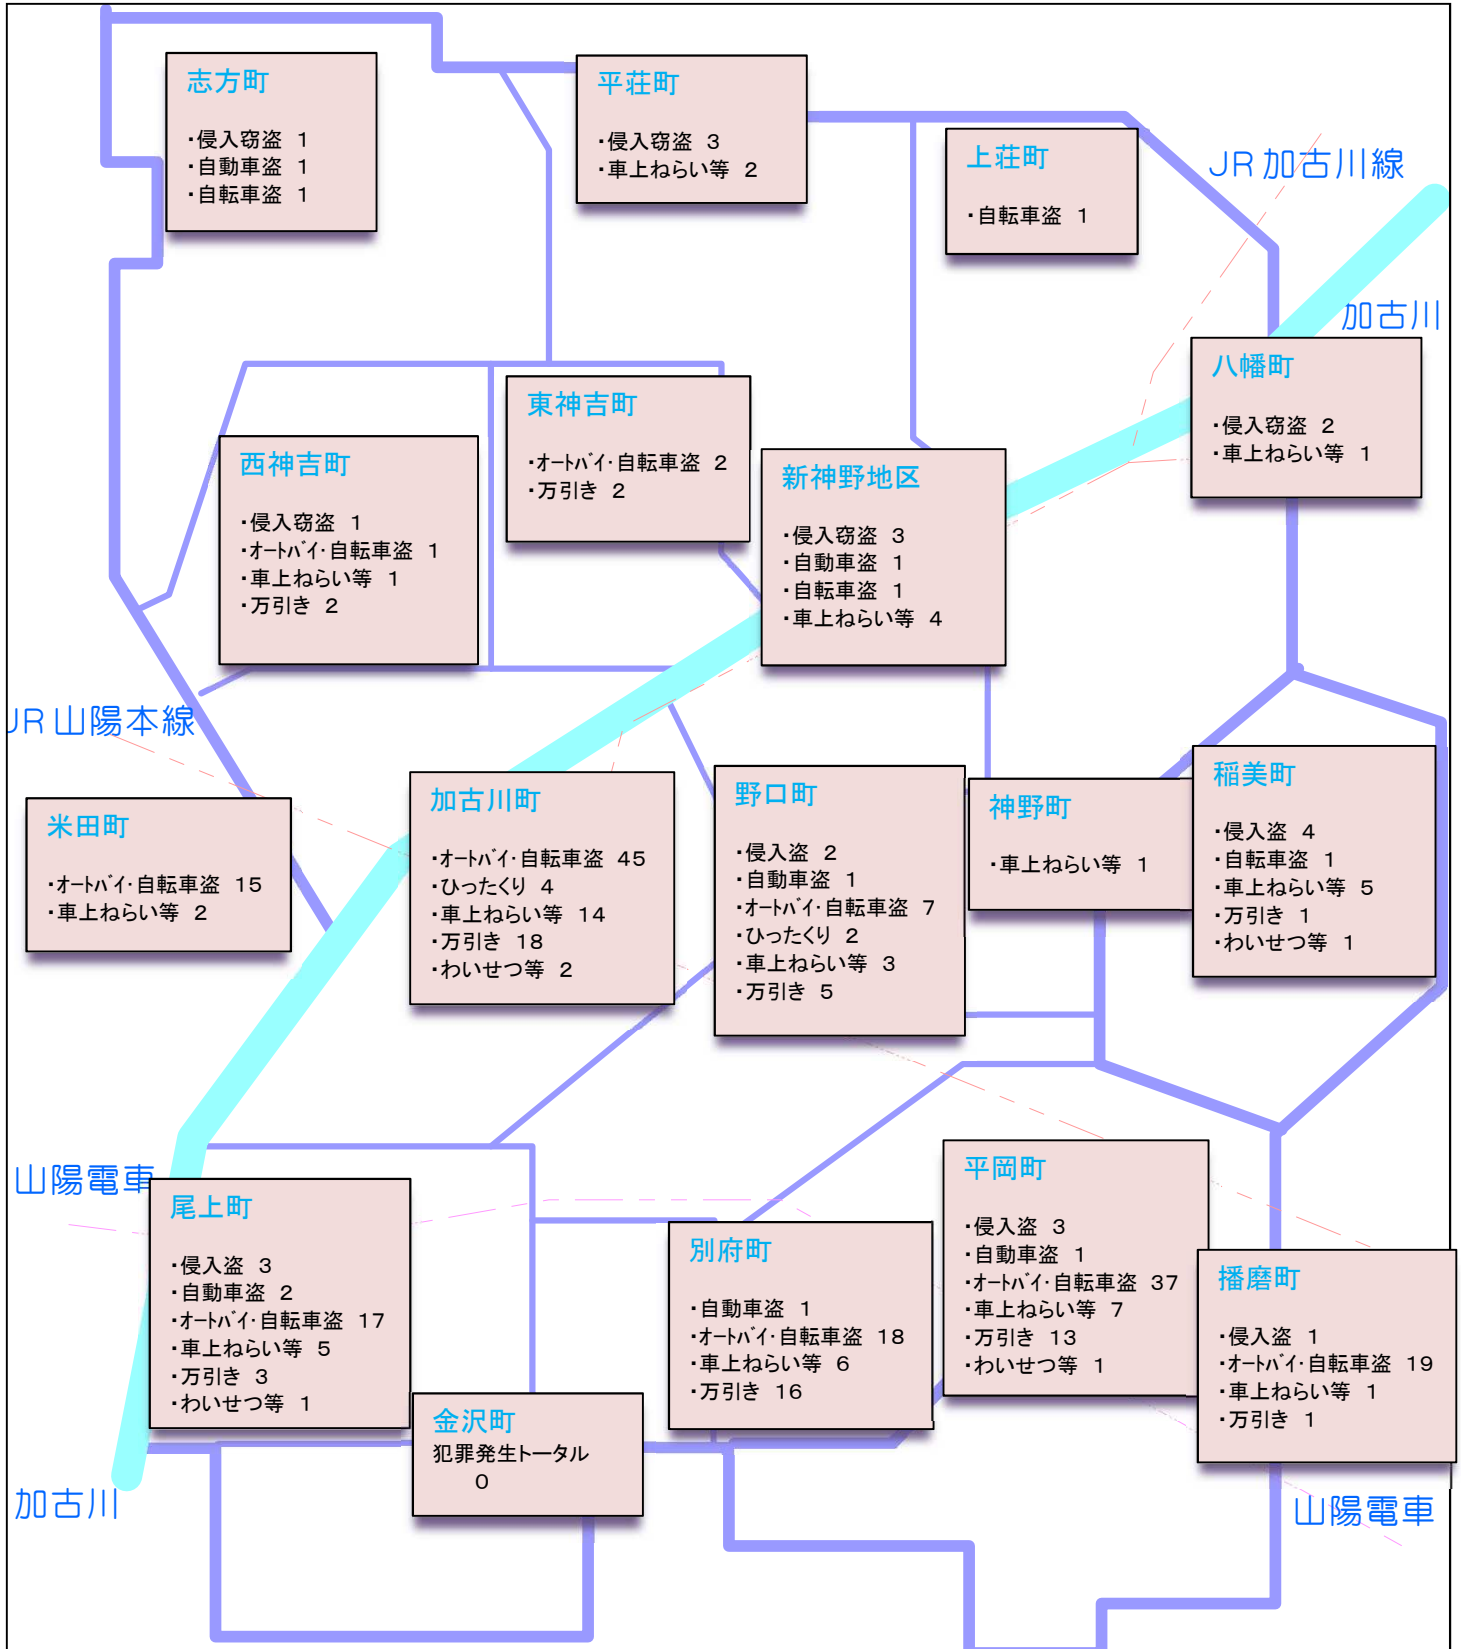 志方町
・侵入窃盗 1
・自動車盗 1
・自転車盗 1
平荘町
・侵入窃盗 3
・車上ねらい等 2
上荘町
・自転車盗 1
JR加古川線
加古川
八幡町
・侵入窃盗 2
・車上ねらい等 1
東神吉町
・オートバイ・自転車盗 2
・万引き 2
西神吉町
・侵入窃盗 1
・オートバイ・自転車盗 1
・車上ねらい等 1
・万引き 2
新神野地区
・侵入窃盗 3
・自動車盗 1
・自転車盗 1
・車上ねらい等 4
JR山陽本線
米田町
・オートバイ・自転車盗 15
・車上ねらい等 2
加古川町
・オートバイ・自転車盗 45
・ひったくり 4
・車上ねらい等 14
・万引き 18
・わいせつ等 2
野口町
・侵入盗 2
・自動車盗 1
・オートバイ・自転車盗 7
・ひったくり 2
・車上ねらい等 3
・万引き 5
神野町
・車上ねらい等 1
稲美町
・侵入盗 4
・自転車盗 1
・車上ねらい等 5
・万引き 1
・わいせつ等 1
山陽電車
尾上町
・侵入盗 3
・自動車盗 2
・オートバイ・自転車盗 17
・車上ねらい等 5
・万引き 3
・わいせつ等 1
別府町
・自動車盗 1
・オートバイ・自転車盗 18
・車上ねらい等 6
・万引き 16
平岡町
・侵入盗 3
・自動車盗 1
・オートバイ・自転車盗 37
・車上ねらい等 7
・万引き 13
・わいせつ等 1
播磨町
・侵入盗 1
・オートバイ・自転車盗 19
・車上ねらい等 1
・万引き 1
金沢町
犯罪発生トータル
0
加古川
山陽電車